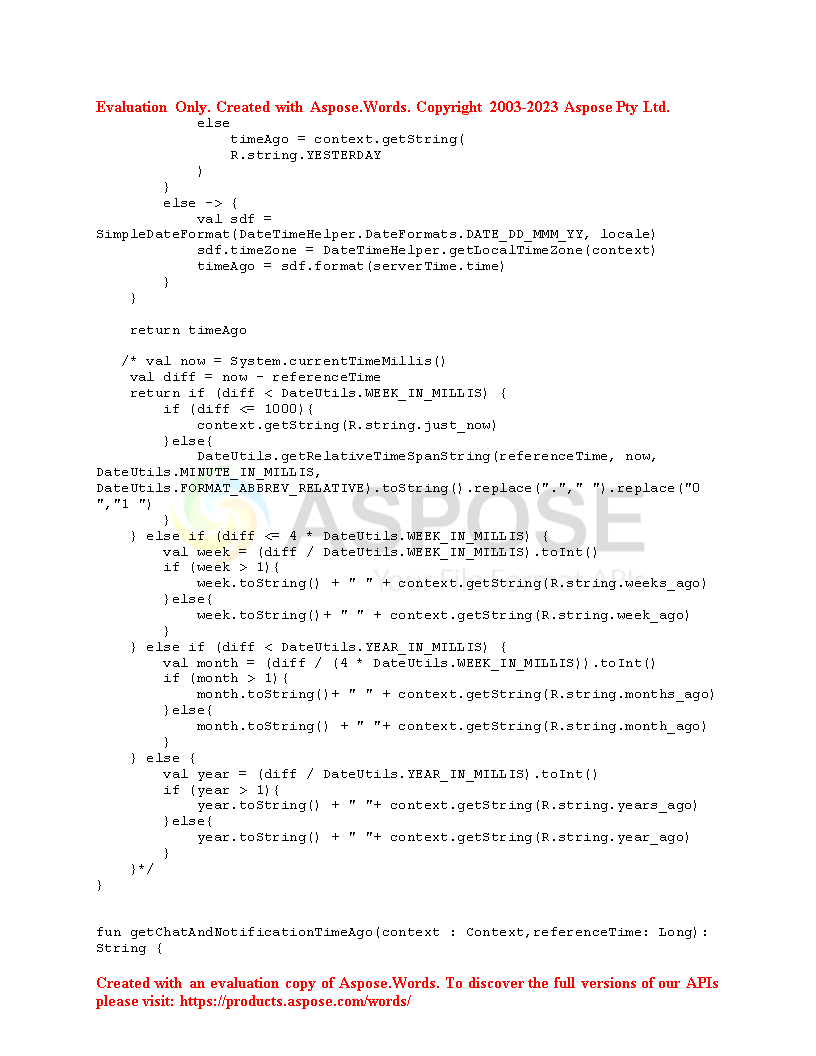 Evaluation Only. Created with Aspose.Words. Copyright 2003-2023 Aspose Pty Ltd.
            else
                timeAgo = context.getString(
                R.string.YESTERDAY
            )
        }
        else -> {
            val sdf =
SimpleDateFormat(DateTimeHelper.DateFormats.DATE_DD_MMM_YY, locale)
            sdf.timeZone = DateTimeHelper.getLocalTimeZone(context)
            timeAgo = sdf.format(serverTime.time)
        }
    }

    return timeAgo

   /* val now = System.currentTimeMillis()
    val diff = now - referenceTime
    return if (diff < DateUtils.WEEK_IN_MILLIS) {
        if (diff <= 1000){
            context.getString(R.string.just_now)
        }else{
            DateUtils.getRelativeTimeSpanString(referenceTime, now,
DateUtils.MINUTE_IN_MILLIS,
DateUtils.FORMAT_ABBREV_RELATIVE).toString().replace("."," ").replace("0
","1 ")
        }
    } else if (diff <= 4 * DateUtils.WEEK_IN_MILLIS) {
        val week = (diff / DateUtils.WEEK_IN_MILLIS).toInt()
        if (week > 1){
            week.toString() + " " + context.getString(R.string.weeks_ago)
        }else{
            week.toString()+ " " + context.getString(R.string.week_ago)
        }
    } else if (diff < DateUtils.YEAR_IN_MILLIS) {
        val month = (diff / (4 * DateUtils.WEEK_IN_MILLIS)).toInt()
        if (month > 1){
            month.toString()+ " " + context.getString(R.string.months_ago)
        }else{
            month.toString() + " "+ context.getString(R.string.month_ago)
        }
    } else {
        val year = (diff / DateUtils.YEAR_IN_MILLIS).toInt()
        if (year > 1){
            year.toString() + " "+ context.getString(R.string.years_ago)
        }else{
            year.toString() + " "+ context.getString(R.string.year_ago)
        }
    }*/
}

fun getChatAndNotificationTimeAgo(context : Context,referenceTime: Long):
String {
ASPOSE
Your File Format APIs
Created with an evaluation copy of Aspose.Words. To discover the full versions of our APIs
please visit: https://products.aspose.com/words/